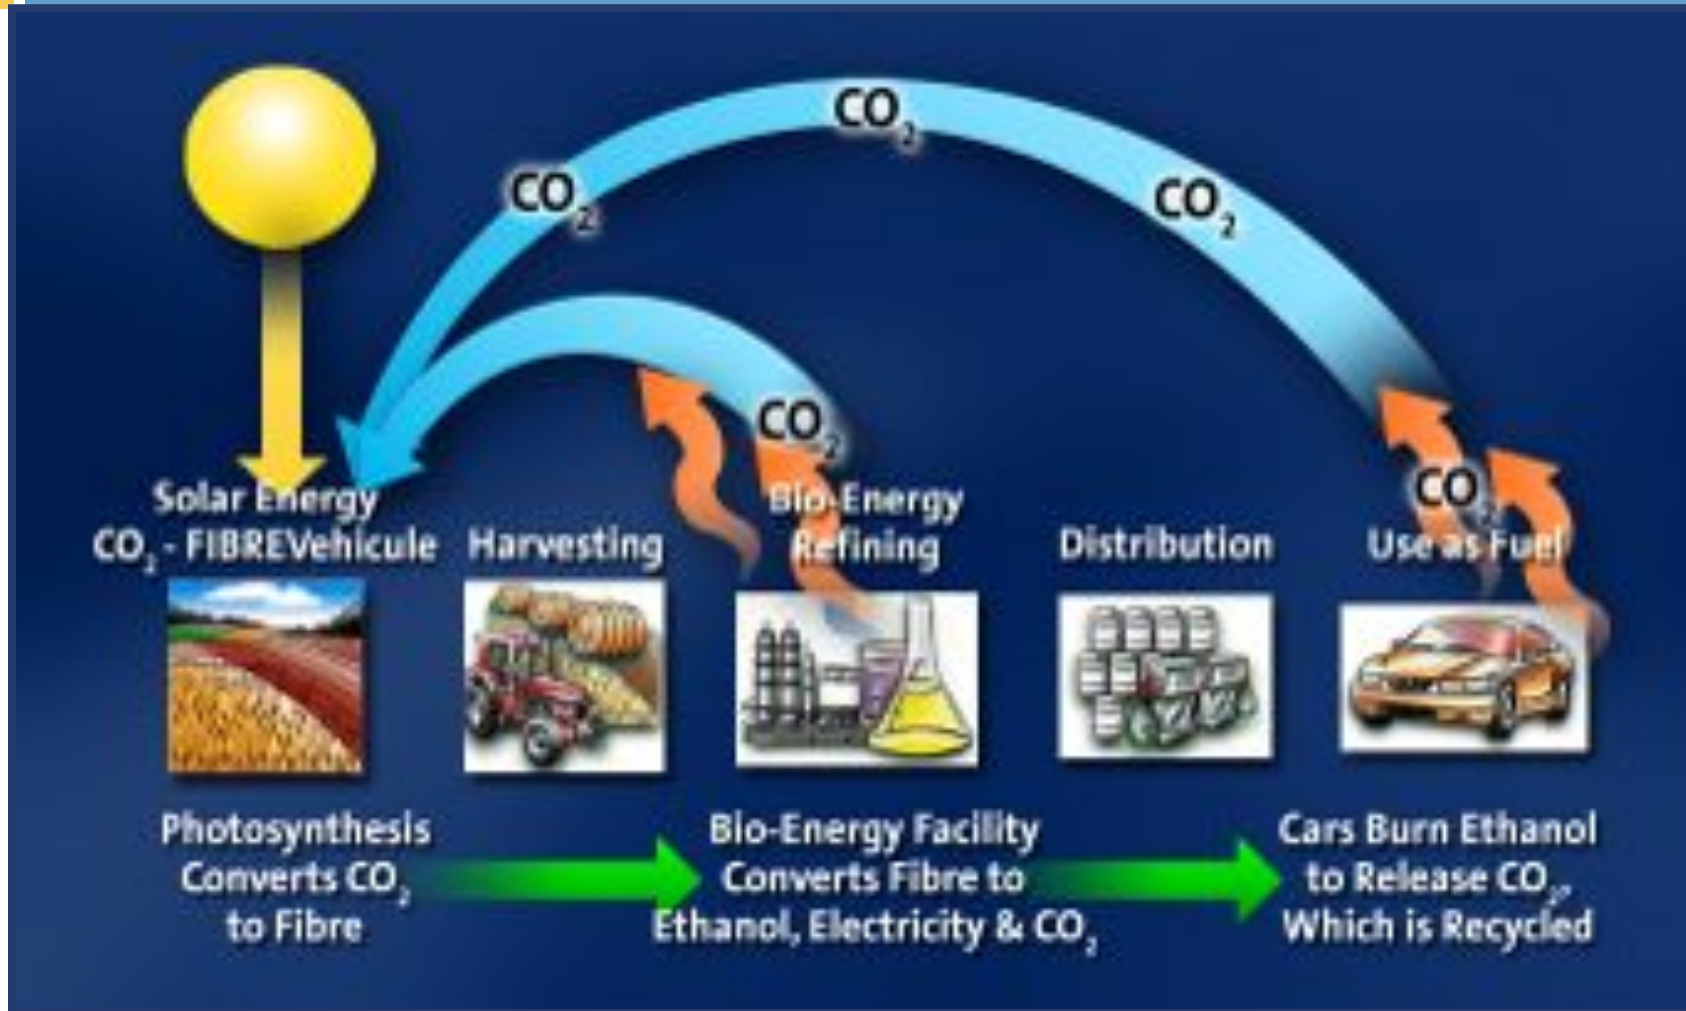 CO₂
CO₂
CO₂
CO₂
CO₂
Solar Energy
CO₂ - FIBREVehicule
Harvesting
Bio-Energy
Refining
Distribution
Use as Fuel
Photosynthesis
Converts CO₂
to Fibre
Bio-Energy Facility
Converts Fibre to
Ethanol, Electricity & CO₂
Cars Burn Ethanol
to Release CO₂,
Which is Recycled